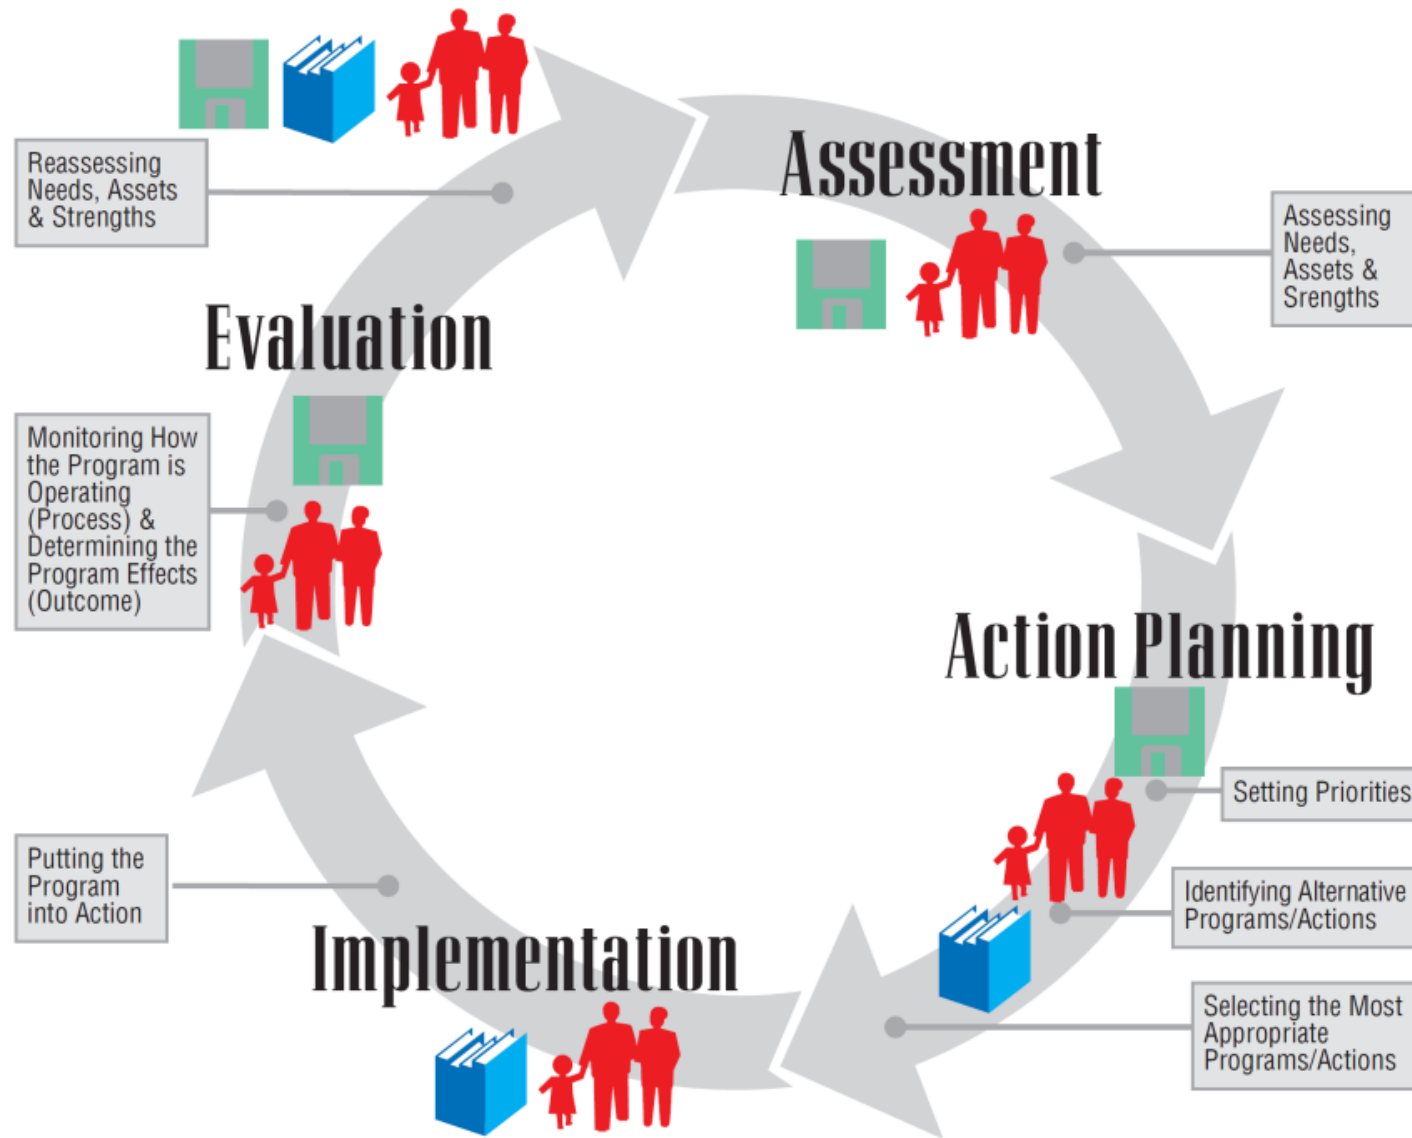 Assessment
Assessing
Needs,
Assets &
Srengths
Action Planning
Setting Priorities
Identifying Alternative
Programs/Actions
Selecting the Most
Appropriate
Programs/Actions
Implementation
Putting the
Program
into Action
Evaluation
Monitoring How
the Program is
Operating
(Process) &
Determining the
Program Effects
(Outcome)
Reassessing
Needs, Assets
& Strengths